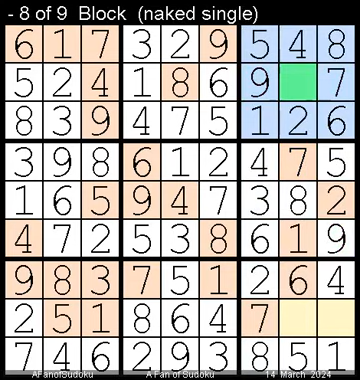 - 8 of 9 Block (naked single)
6 1 7 3 2 9 5 4 8
5 2 4 1 8 6 9 7
8 3 9 4 7 5 1 2 6
3 9 8 6 1 2 4 7 5
1 6 5 9 4 7 3 8 2
4 7 2 5 3 8 6 1 9
9 8 3 7 5 1 2 6 4
2 5 1 8 6 4 7
7 4 6 2 9 3 8 5 1
AFanofSudoku A Fan of Sudoku 14 March 2024